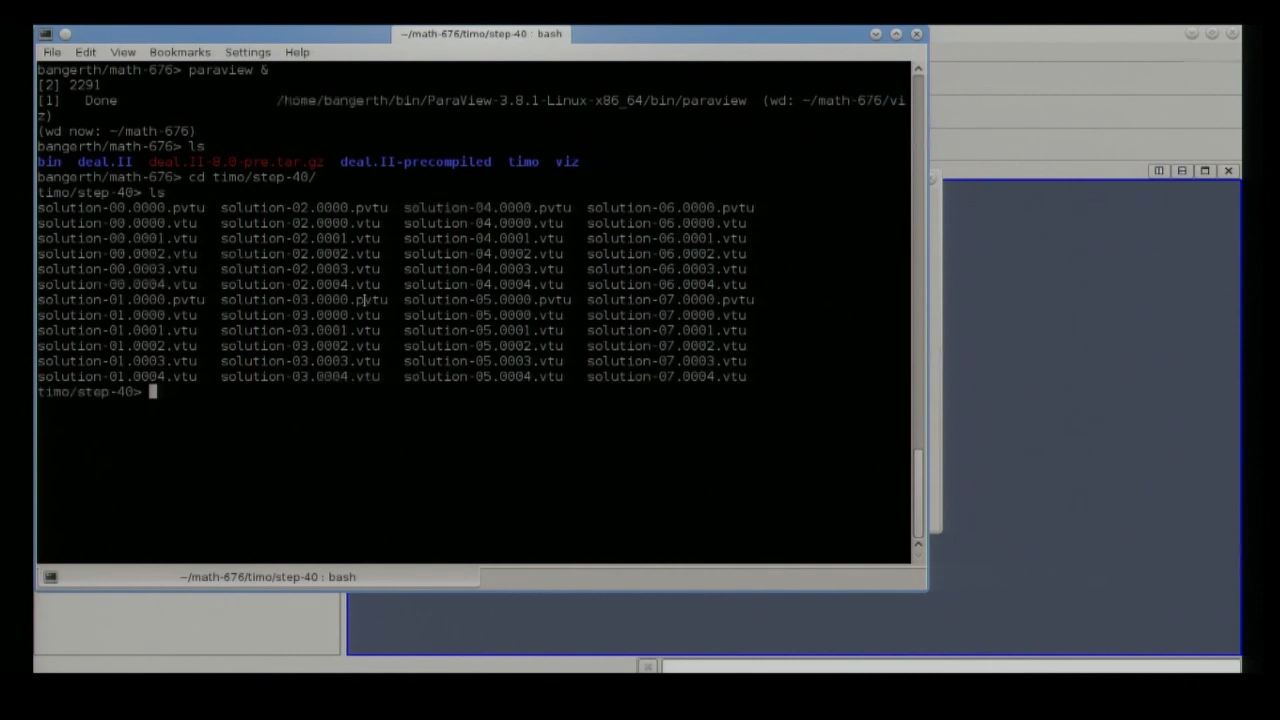 ~/math-676/timo/step-40 : bash
File Edit View Bookmarks Settings Help
bangerth/math-676> paraview &
[2] 2291
[1]   Done                    /home/bangerth/bin/ParaView-3.8.1-Linux-x86_64/bin/paraview  (wd: ~/math-676/vi
z)
(wd now: ~/math-676)
bangerth/math-676> ls
bin  deal.II  deal.II-8.0-pre.tar.gz  deal.II-precompiled  timo  viz
bangerth/math-676> cd timo/step-40/
timo/step-40> ls
solution-00.0000.pvtu  solution-02.0000.pvtu  solution-04.0000.pvtu  solution-06.0000.pvtu
solution-00.0000.vtu   solution-02.0000.vtu   solution-04.0000.vtu   solution-06.0000.vtu
solution-00.0001.vtu   solution-02.0001.vtu   solution-04.0001.vtu   solution-06.0001.vtu
solution-00.0002.vtu   solution-02.0002.vtu   solution-04.0002.vtu   solution-06.0002.vtu
solution-00.0003.vtu   solution-02.0003.vtu   solution-04.0003.vtu   solution-06.0003.vtu
solution-00.0004.vtu   solution-02.0004.vtu   solution-04.0004.vtu   solution-06.0004.vtu
solution-01.0000.pvtu  solution-03.0000.pvtu  solution-05.0000.pvtu  solution-07.0000.pvtu
solution-01.0000.vtu   solution-03.0000.vtu   solution-05.0000.vtu   solution-07.0000.vtu
solution-01.0001.vtu   solution-03.0001.vtu   solution-05.0001.vtu   solution-07.0001.vtu
solution-01.0002.vtu   solution-03.0002.vtu   solution-05.0002.vtu   solution-07.0002.vtu
solution-01.0003.vtu   solution-03.0003.vtu   solution-05.0003.vtu   solution-07.0003.vtu
solution-01.0004.vtu   solution-03.0004.vtu   solution-05.0004.vtu   solution-07.0004.vtu
timo/step-40>
~/math-676/timo/step-40 : bash